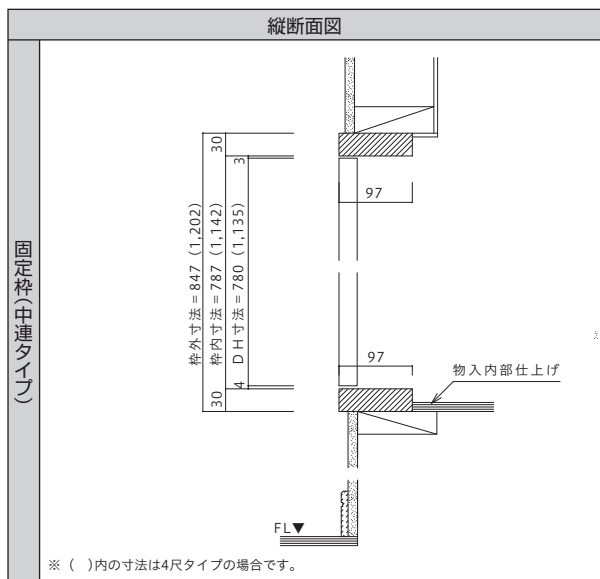 縦断面図
固定枠(中連タイプ)
30
3
97
枠外寸法=847 (1,202)
枠内寸法=787 (1,142)
DH寸法=780 (1,135)
97
物入内部仕上げ
4
30
FL▼
※ ( )内の寸法は4尺タイプの場合です。
※